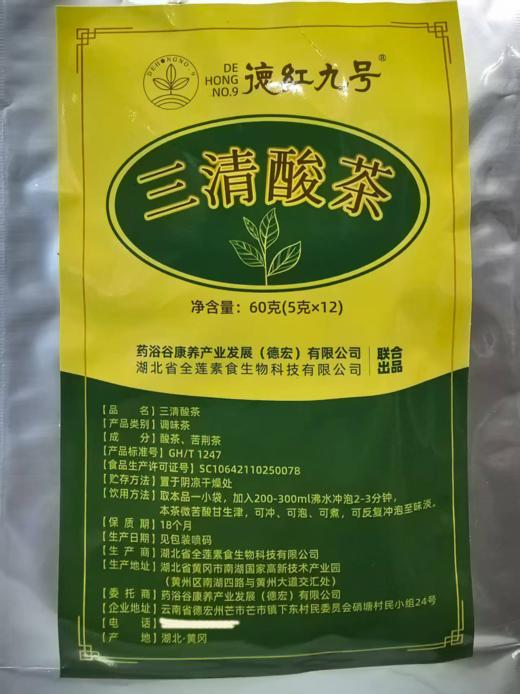 DEHONGNO·9
DE
HONG
NO.9
德红九号®
三清酸茶
净含量：60克(5克×12)
药浴谷康养产业发展（德宏）有限公司
湖北省全莲素食生物科技有限公司
联合
出品
【品名】三清酸茶
【产品类别】调味茶
【成分】酸茶、苦荆茶
【产品标准号】GH/T 1247
【食品生产许可证号】SC10642110250078
【贮存方法】置于阴凉干燥处
【饮用方法】取本品一小袋，加入200-300ml沸水冲泡2-3分钟，
本茶微苦酸甘生津，可冲、可泡、可煮，可反复冲泡至味淡。
【保质期】18个月
【生产日期】见包装喷码
【生产商】湖北省全莲素食生物科技有限公司
【生产地址】湖北省黄冈市南湖国家高新技术产业园
（黄州区南湖四路与黄州大道交汇处）
【委托商】药浴谷康养产业发展（德宏）有限公司
【企业地址】云南省德宏州芒市芒市镇下东村民委员会硝塘村民小组24号
【电话】
【产地】湖北·黄冈